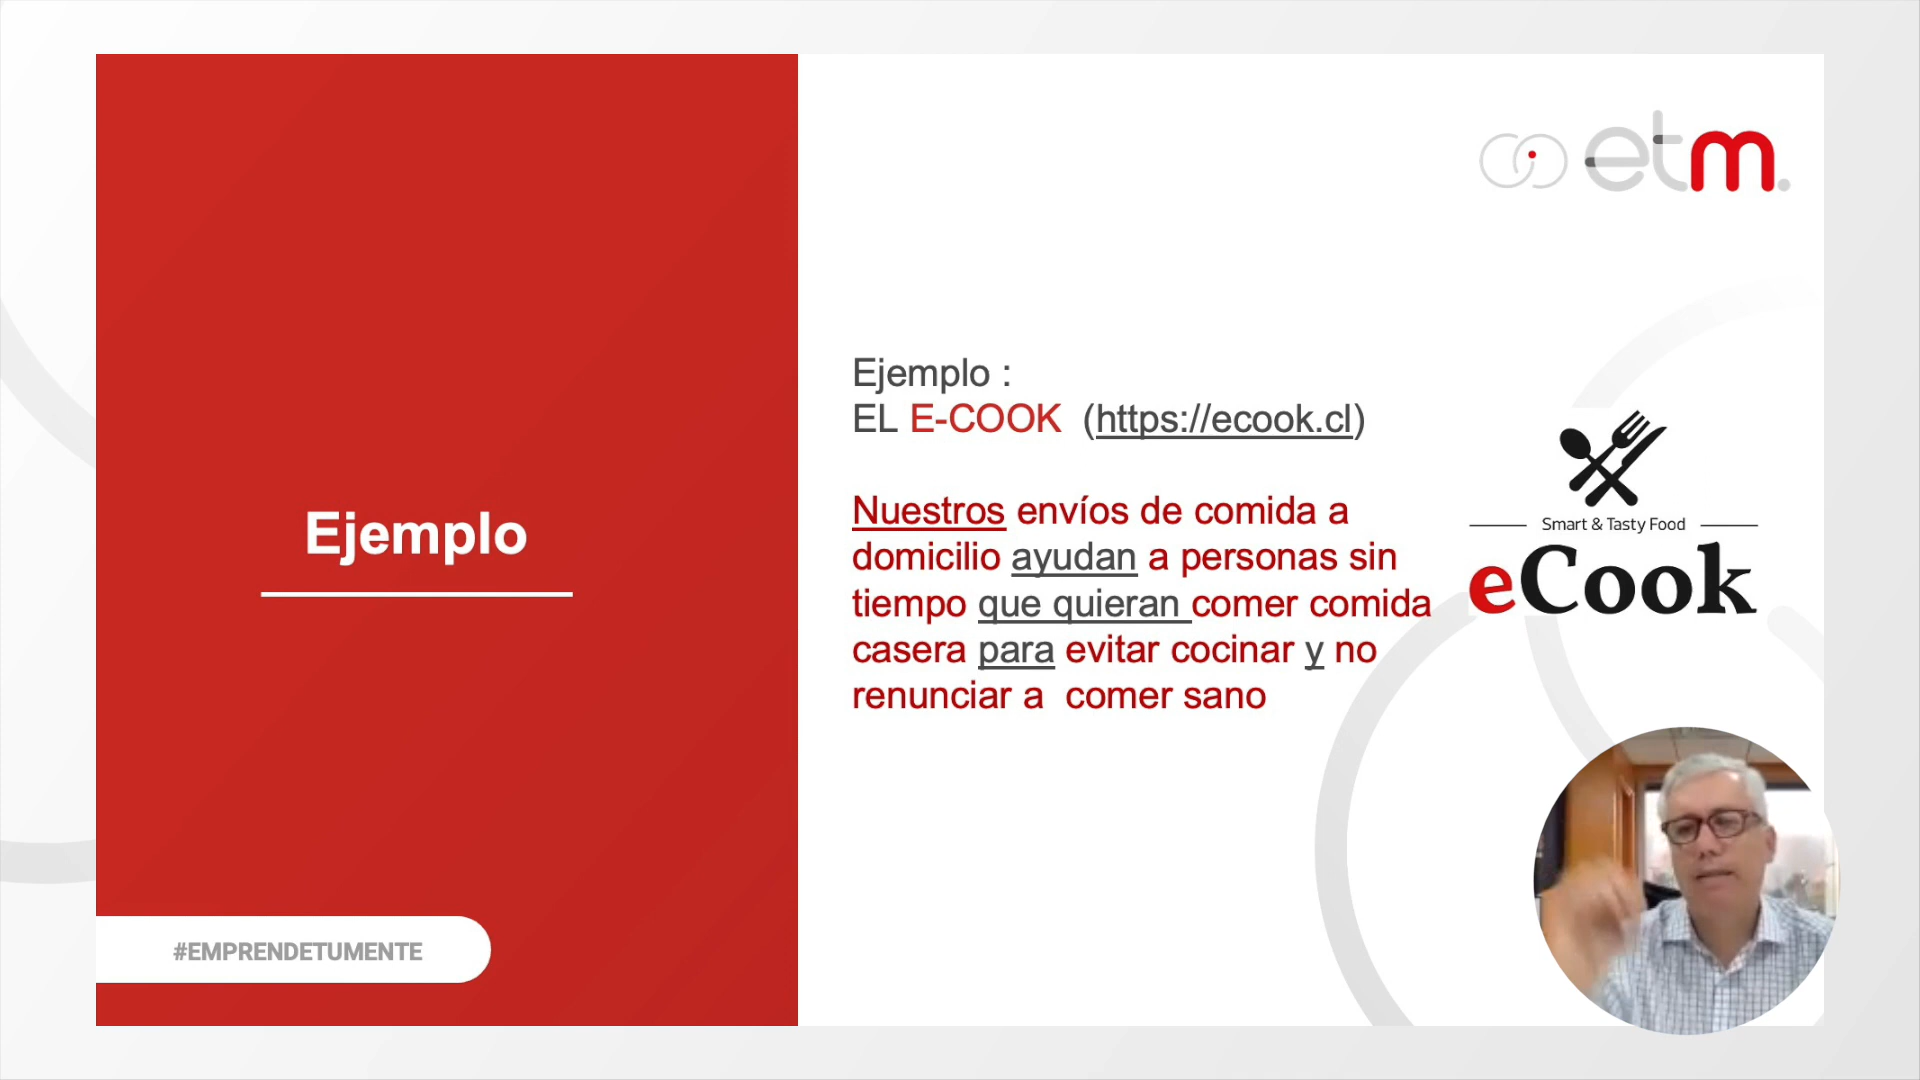 Ejemplo
#EMPRENDETUMENTE
etm.
Ejemplo :
EL E-COOK (https://ecook.cl)
Nuestros envíos de comida a
domicilio ayudan a personas sin
tiempo que quieran comer comida
casera para evitar cocinar y no
renunciar a comer sano
Smart & Tasty Food
eCook